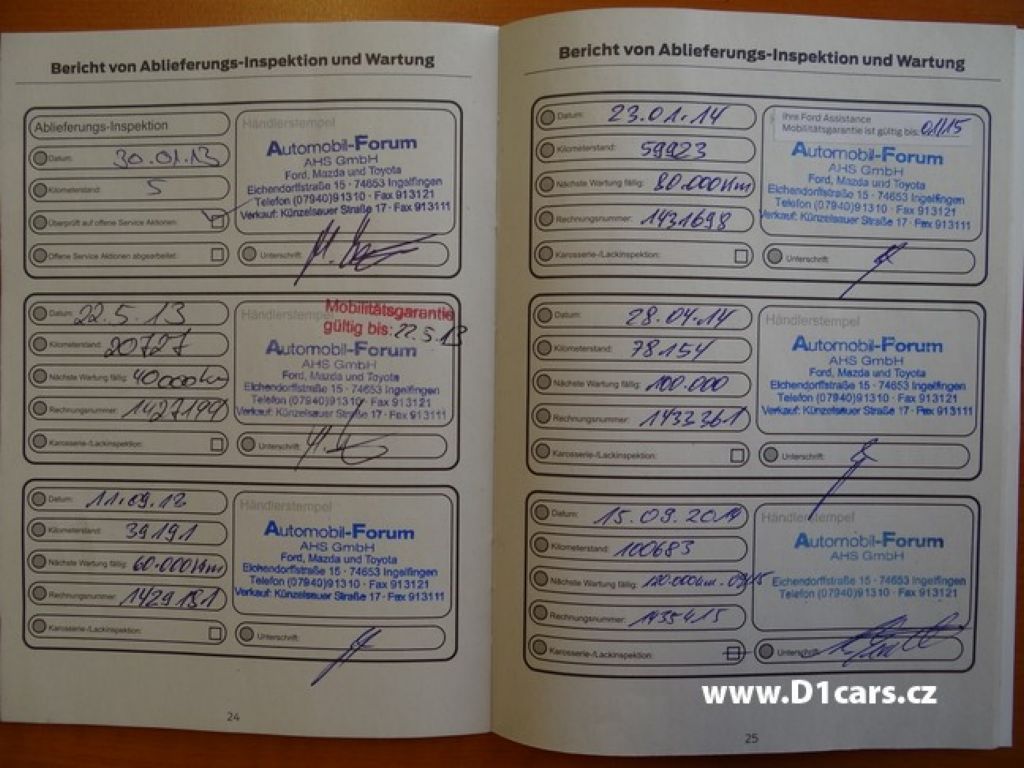 Bericht von Ablieferungs-Inspektion und Wartung
Ablieferungs-Inspektion
Datum: 30.01.13
Kilometerstand: 5
Überprüft auf offene Service Aktionen:
Offene Service Aktionen abgearbeitet:
Händlerstempel
Automobil-Forum
AHS GmbH
Ford, Mazda und Toyota
Eichendorffstraße 15 · 74653 Ingelfingen
Telefon (07940) 91310 · Fax 913121
Verkauf: Künzelsauer Straße 17 · Fax 913111
Unterschrift:
Datum: 22.5.13
Kilometerstand: 20727
Nächste Wartung fällig: 40000km
Rechnungsnummer: 1427199
Karosserie-/Lackinspektion:
Händlerstempel
Mobilitätsgarantie
gültig bis: 22.5.13
Automobil-Forum
AHS GmbH
Ford, Mazda und Toyota
Eichendorffstraße 15 · 74653 Ingelfingen
Telefon (07940) 91310 · Fax 913121
Verkauf: Künzelsauer Straße 17 · Fax 913111
Unterschrift:
Datum: 11.09.13
Kilometerstand: 39191
Nächste Wartung fällig: 60.000km
Rechnungsnummer: 1429191
Karosserie-/Lackinspektion:
Händlerstempel
Automobil-Forum
AHS GmbH
Ford, Mazda und Toyota
Eichendorffstraße 15 · 74653 Ingelfingen
Telefon (07940) 91310 · Fax 913121
Verkauf: Künzelsauer Straße 17 · Fax 913111
Unterschrift:
24
Bericht von Ablieferungs-Inspektion und Wartung
Datum: 23.01.14
Kilometerstand: 59923
Nächste Wartung fällig: 80.000km
Rechnungsnummer: 1431698
Karosserie-/Lackinspektion:
Ihre Ford Assistance
Mobilitätsgarantie ist gültig bis: 01/15
Automobil-Forum
AHS GmbH
Ford, Mazda und Toyota
Eichendorffstraße 15 · 74653 Ingelfingen
Telefon (07940) 91310 · Fax 913121
Verkauf: Künzelsauer Straße 17 · Fax 913111
Unterschrift:
Datum: 28.04.14
Kilometerstand: 78154
Nächste Wartung fällig: 100.000
Rechnungsnummer: 1433361
Karosserie-/Lackinspektion:
Händlerstempel
Automobil-Forum
AHS GmbH
Ford, Mazda und Toyota
Eichendorffstraße 15 · 74653 Ingelfingen
Telefon (07940) 91310 · Fax 913121
Verkauf: Künzelsauer Straße 17 · Fax 913111
Unterschrift:
Datum: 15.09.2014
Kilometerstand: 100683
Nächste Wartung fällig: 120.000km. 09/15
Rechnungsnummer: 1435415
Karosserie-/Lackinspektion:
Händlerstempel
Automobil-Forum
AHS GmbH
Eichendorffstraße 15 · 74653 Ingelfingen
Telefon (07940) 91310 · Fax 913121
Unterschrift:
25
www.D1cars.cz